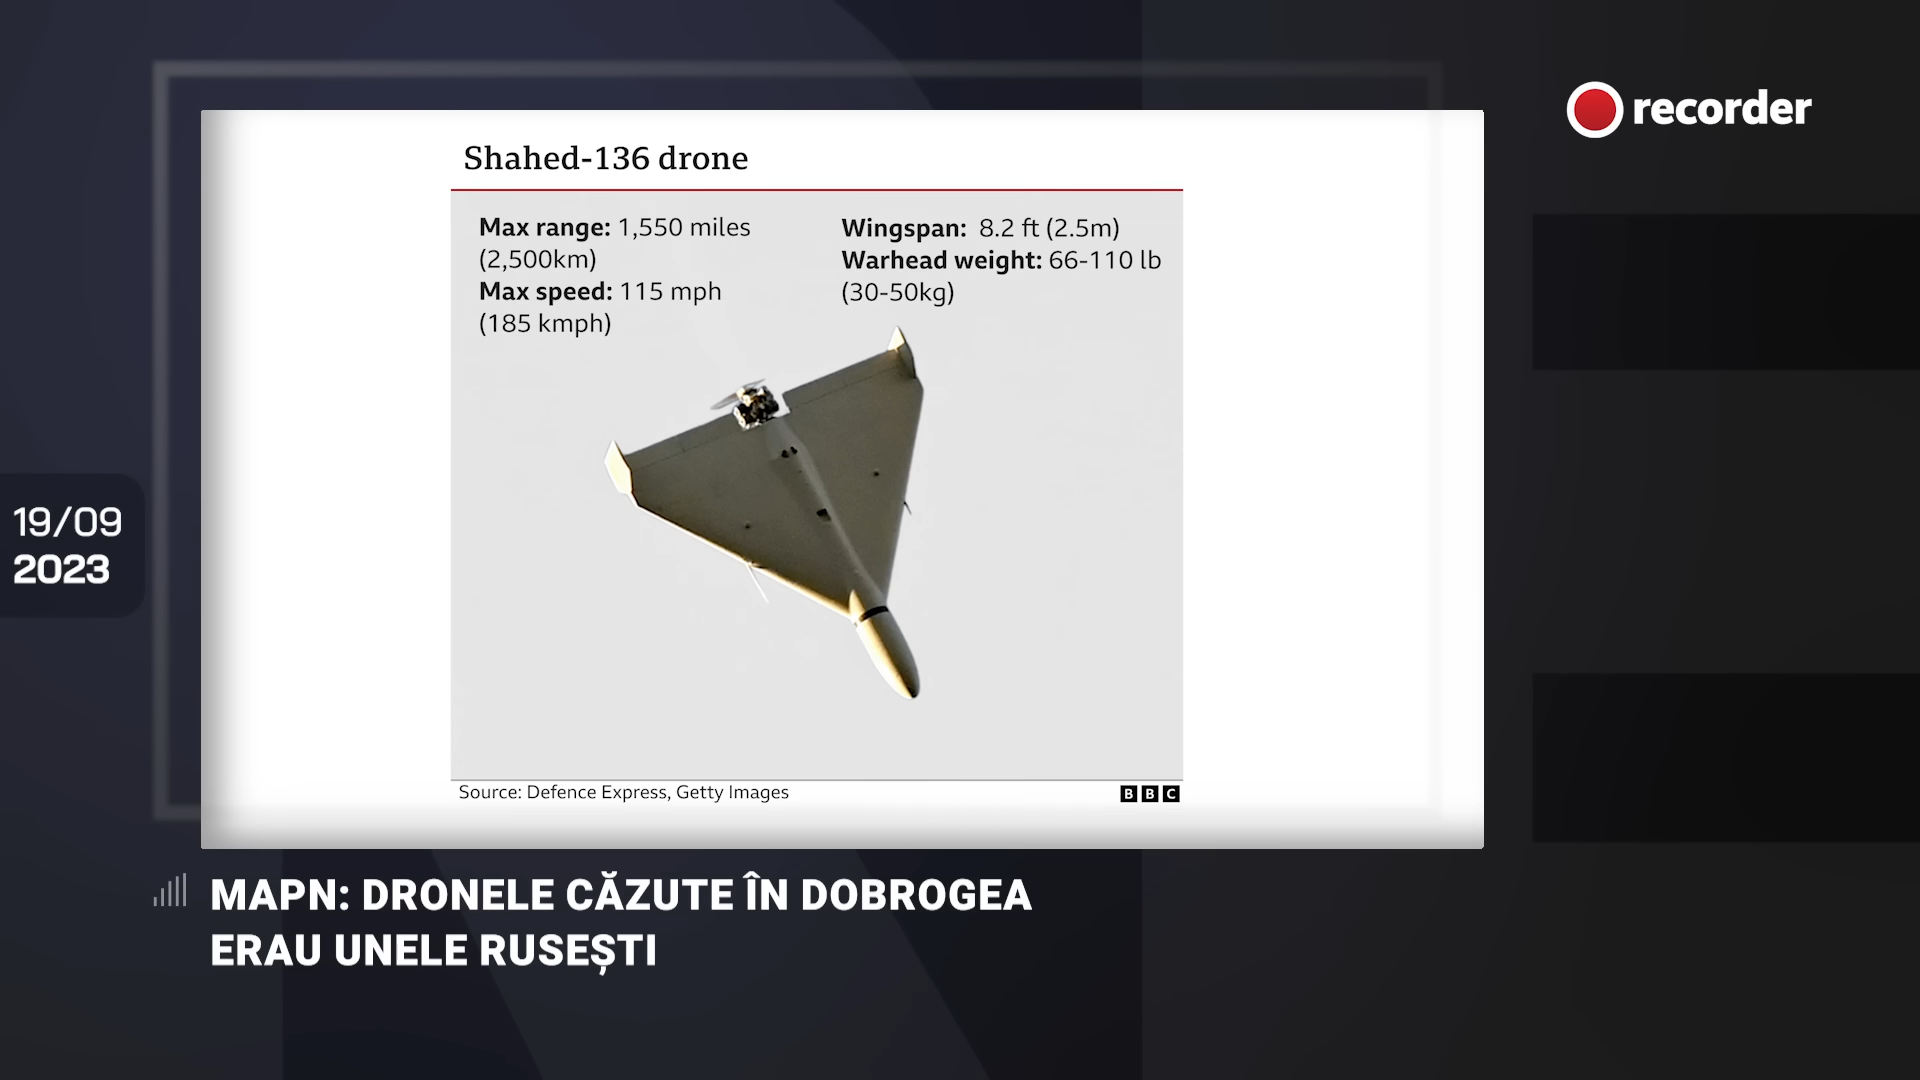 recorder
Shahed-136 drone
Max range: 1,550 miles
(2,500km)
Max speed: 115 mph
(185 kmph)
Wingspan: 8.2 ft (2.5m)
Warhead weight: 66-110 lb
(30-50kg)
19/09
2023
Source: Defence Express, Getty Images
BBC
MAPN: DRONELE CĂZUTE ÎN DOBROGEA
ERAU UNELE RUSEȘTI